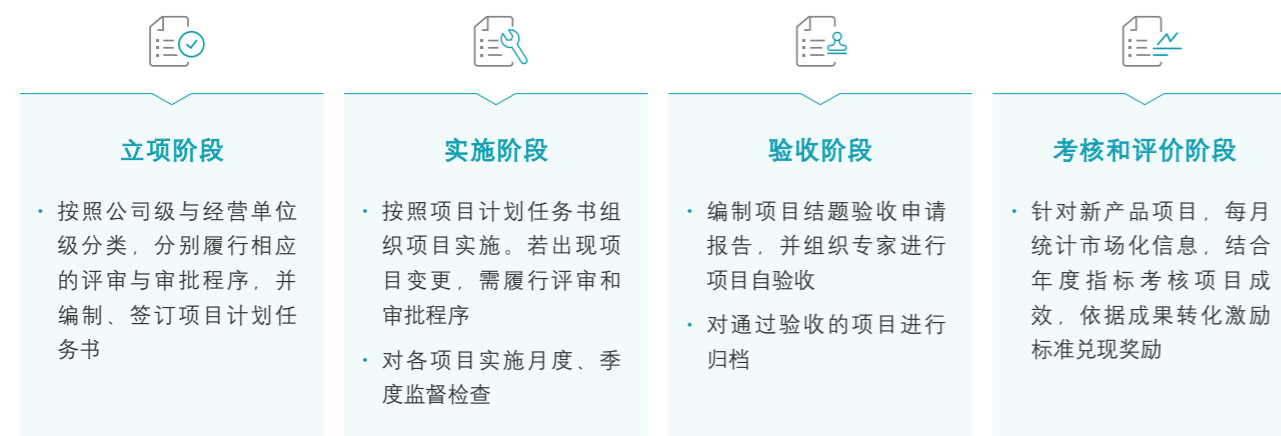 立项阶段
· 按照公司级与经营单位
级分类，分别履行相应
的评审与审批程序，并
编制、签订项目计划任
务书
实施阶段
· 按照项目计划任务书组
织项目实施。若出现项
目变更，需履行评审和
审批程序
· 对各项目实施月度、季
度监督检查
验收阶段
· 编制项目结题验收申请
报告，并组织专家进行
项目自验收
· 对通过验收的项目进行
归档
考核和评价阶段
· 针对新产品项目，每月
统计市场化信息，结合
年度指标考核项目成
效，依据成果转化激励
标准兑现奖励